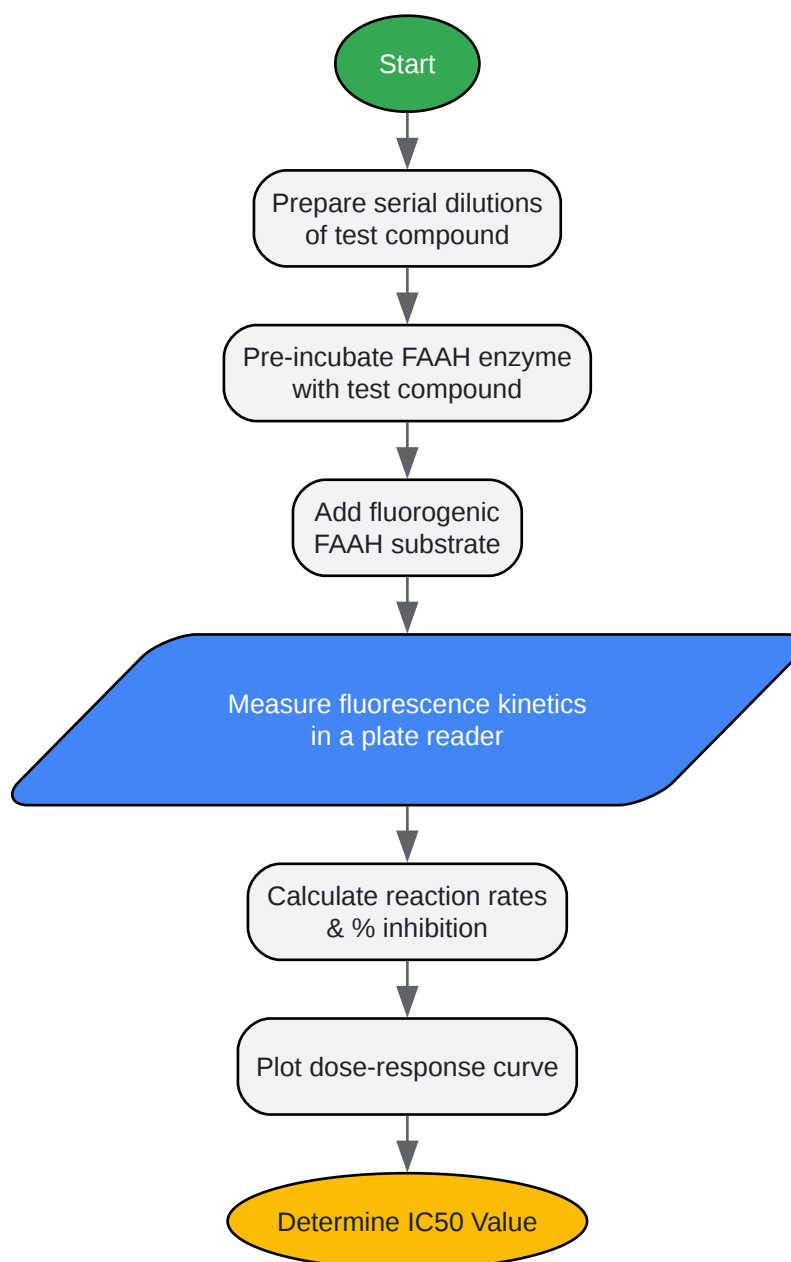 Start
Prepare serial dilutions
of test compound
Pre-incubate FAAH enzyme
with test compound
Add fluorogenic
FAAH substrate
Measure fluorescence kinetics
in a plate reader
Calculate reaction rates
& % inhibition
Plot dose-response curve
Determine IC50 Value